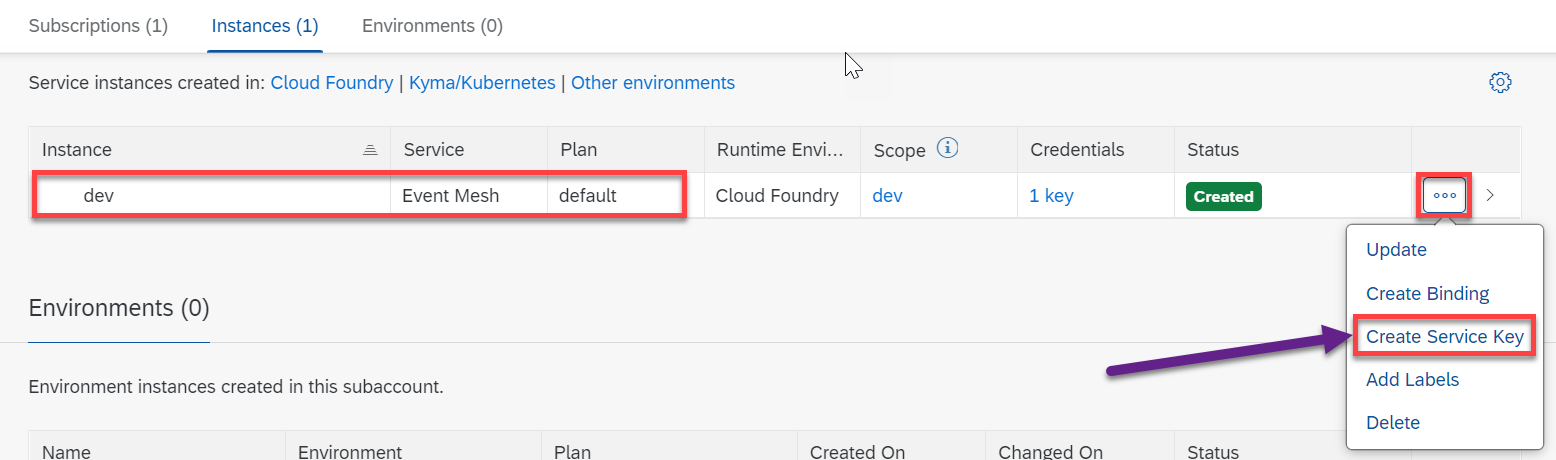 Subscriptions (1) Instances (1) Environments (0)
Service instances created in: Cloud Foundry | Kyma/Kubernetes | Other environments
Instance Service Plan Runtime Envi... Scope Credentials Status
dev Event Mesh default Cloud Foundry dev 1 key Created
Update
Create Binding
Create Service Key
Add Labels
Delete
Environments (0)
Environment instances created in this subaccount.
Name Environment Plan Created On Changed On Status